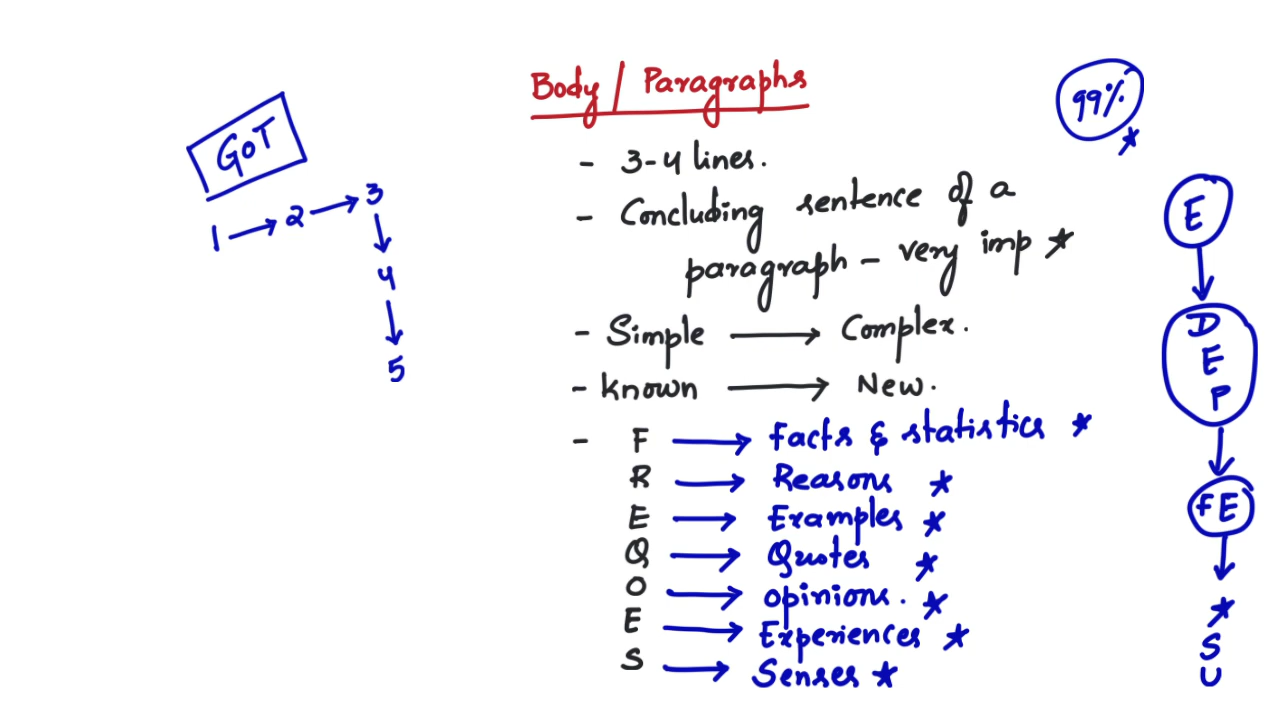 Body / Paragraphs
99%
GoT
1 → 2 → 3
4
5
- 3-4 lines.
- Concluding sentence of a
paragraph - very imp ★
- Simple → Complex.
- known → New.
- F → facts & statistics ★
R → Reasons ★
E → Examples ★
Q → Quotes ★
O → opinions. ★
E → Experiences ★
S → Senses ★
E
D
E
P
fE
S
U